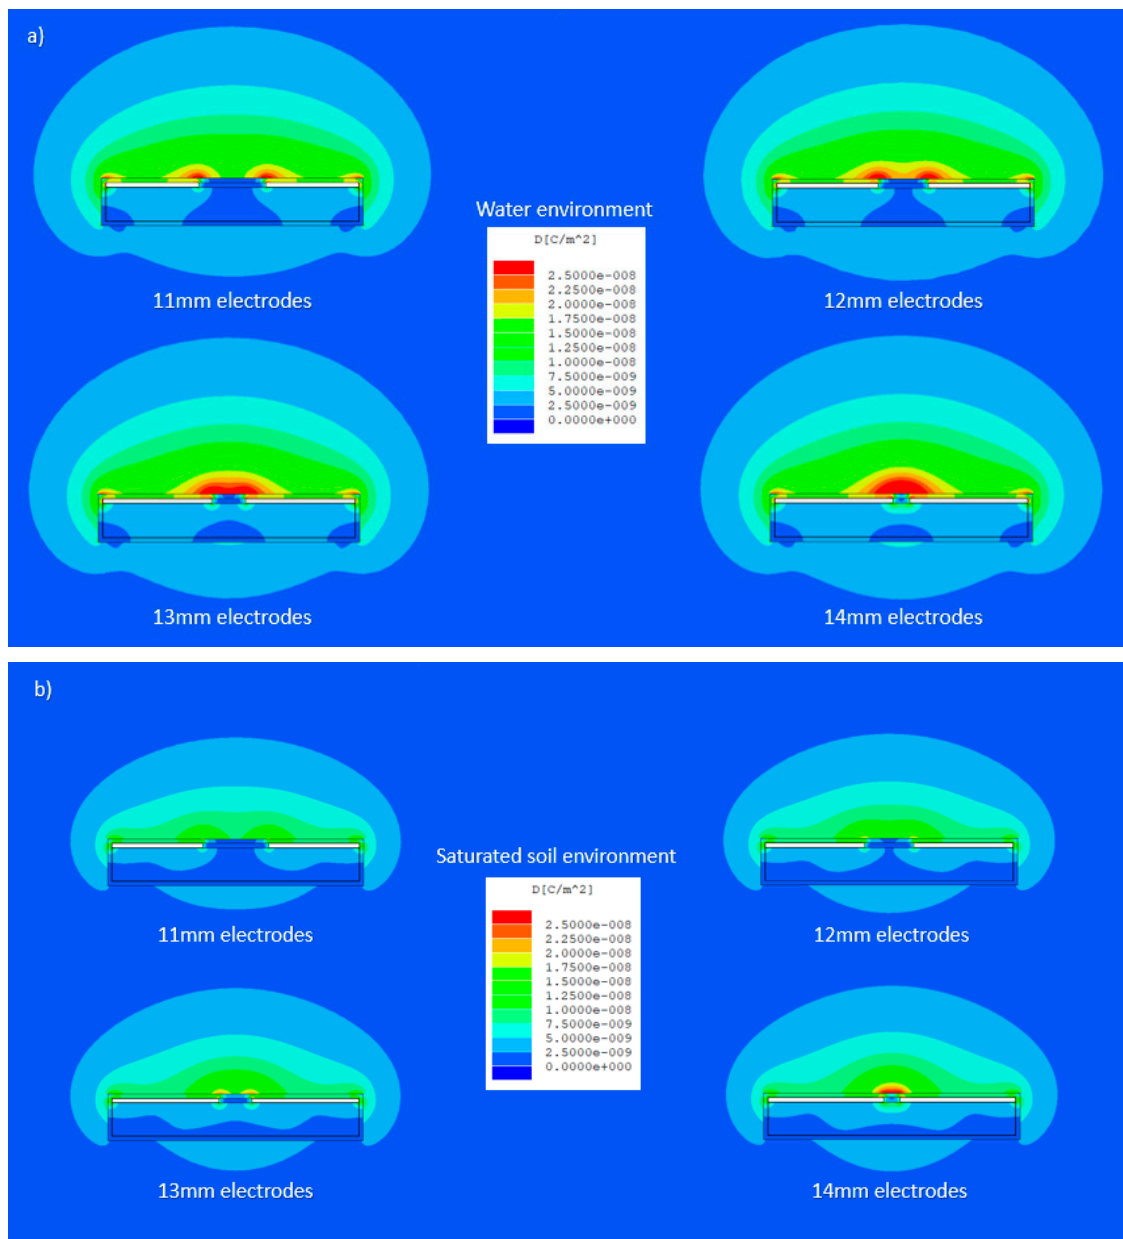 a)
11mm electrodes
12mm electrodes
Water environment
D[C/m^2]
2.5000e-008
2.2500e-008
2.0000e-008
1.7500e-008
1.5000e-008
1.2500e-008
1.0000e-008
7.5000e-009
5.0000e-009
2.5000e-009
0.0000e+000
13mm electrodes
14mm electrodes
b)
11mm electrodes
12mm electrodes
Saturated soil environment
D[C/m^2]
2.5000e-008
2.2500e-008
2.0000e-008
1.7500e-008
1.5000e-008
1.2500e-008
1.0000e-008
7.5000e-009
5.0000e-009
2.5000e-009
0.0000e+000
13mm electrodes
14mm electrodes